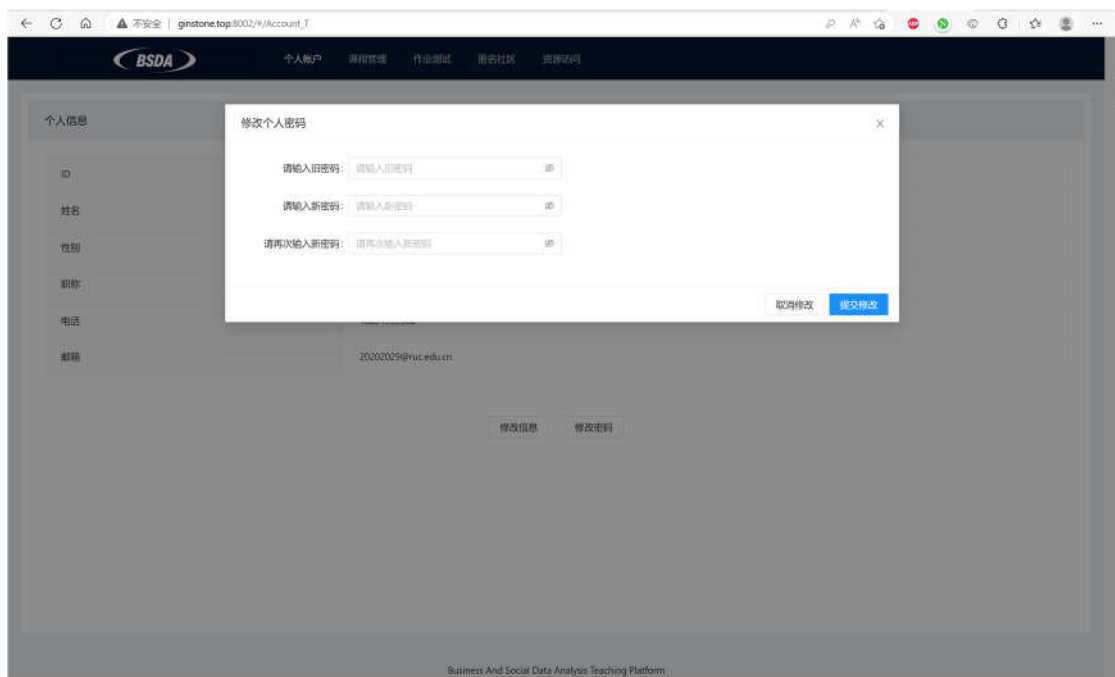 不安全 | ginstone.top:8002/#/Account_T
BSDA 个人帐户 课程管理 作业测试 匿名社区 资源访问
个人信息
修改个人密码
请输入旧密码: 请输入旧密码
请输入新密码: 请输入新密码
请再次输入新密码: 请再次输入新密码
取消修改 提交修改
ID
姓名
性别
职称
电话
邮箱 20202029@ruc.edu.cn
修改信息 修改密码
Business And Social Data Analysis Teaching Platform